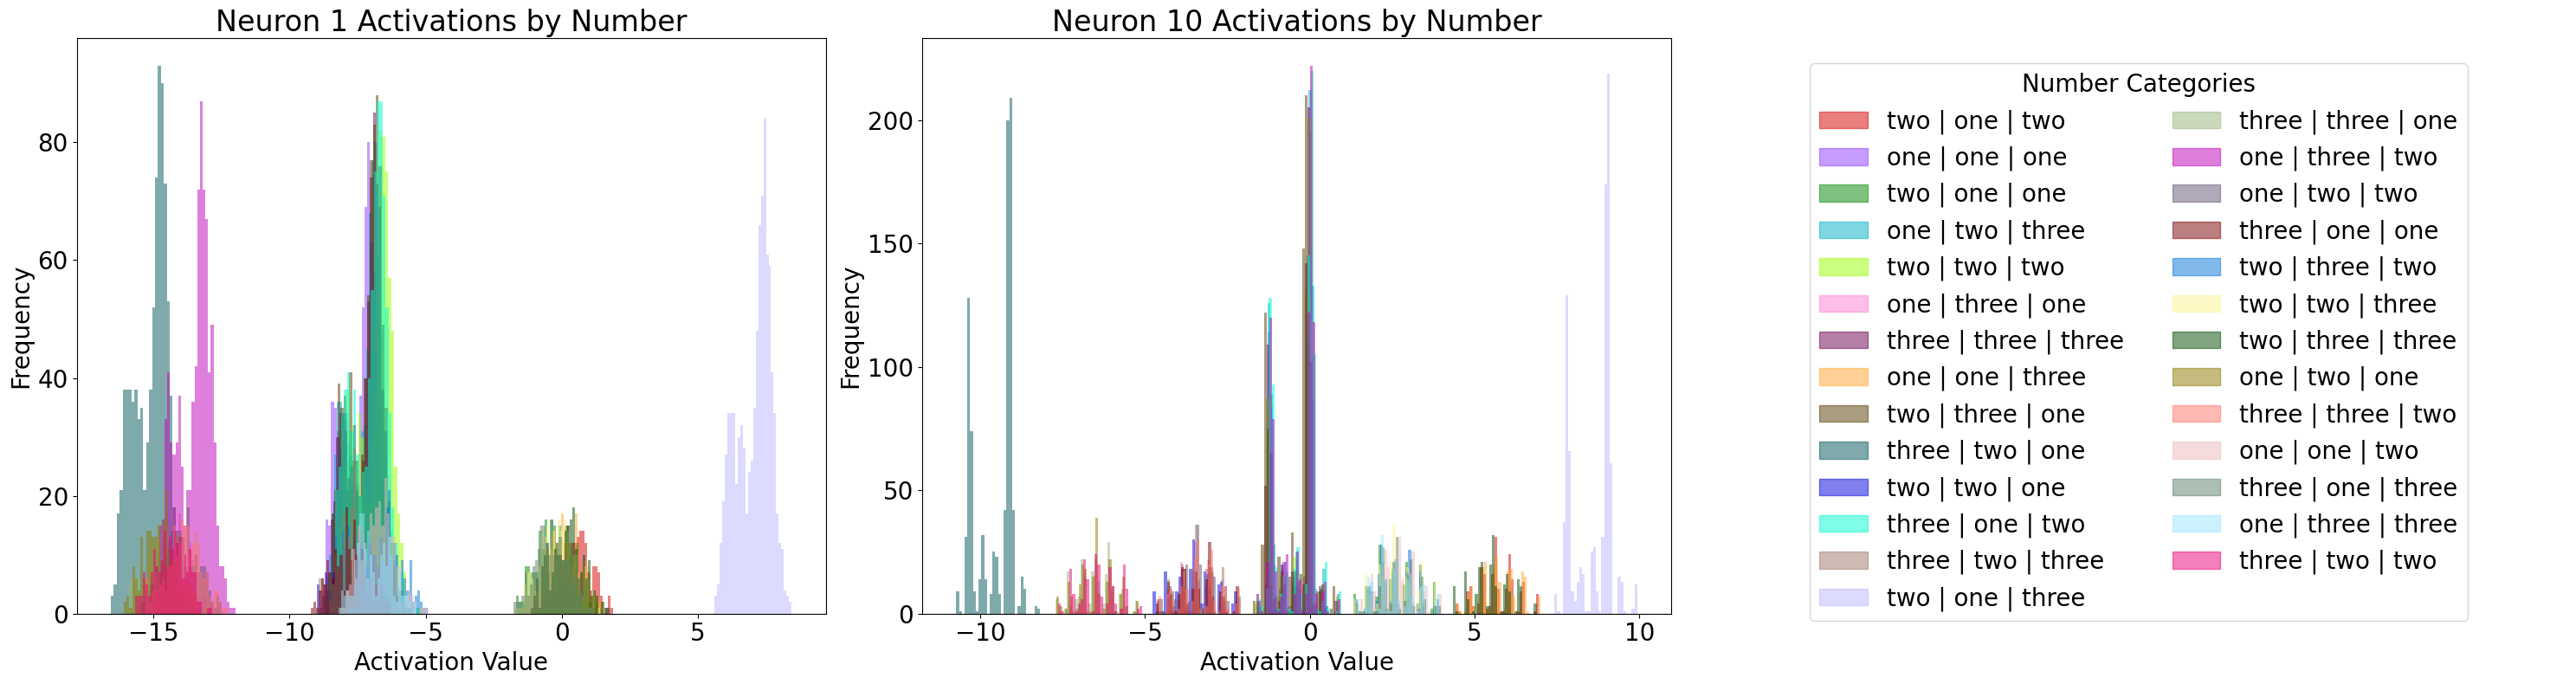 Neuron 1 Activations by Number
80
60
40
20
0
Frequency
−15
−10
−5
0
5
Activation Value
Neuron 10 Activations by Number
200
150
100
50
0
Frequency
−10
−5
0
5
10
Activation Value
Number Categories
two | one | two
one | one | one
two | one | one
one | two | three
two | two | two
one | three | one
three | three | three
one | one | three
two | three | one
three | two | one
two | two | one
three | one | two
three | two | three
two | one | three
three | three | one
one | three | two
one | two | two
three | one | one
two | three | two
two | two | three
two | three | three
one | two | one
three | three | two
one | one | two
three | one | three
one | three | three
three | two | two